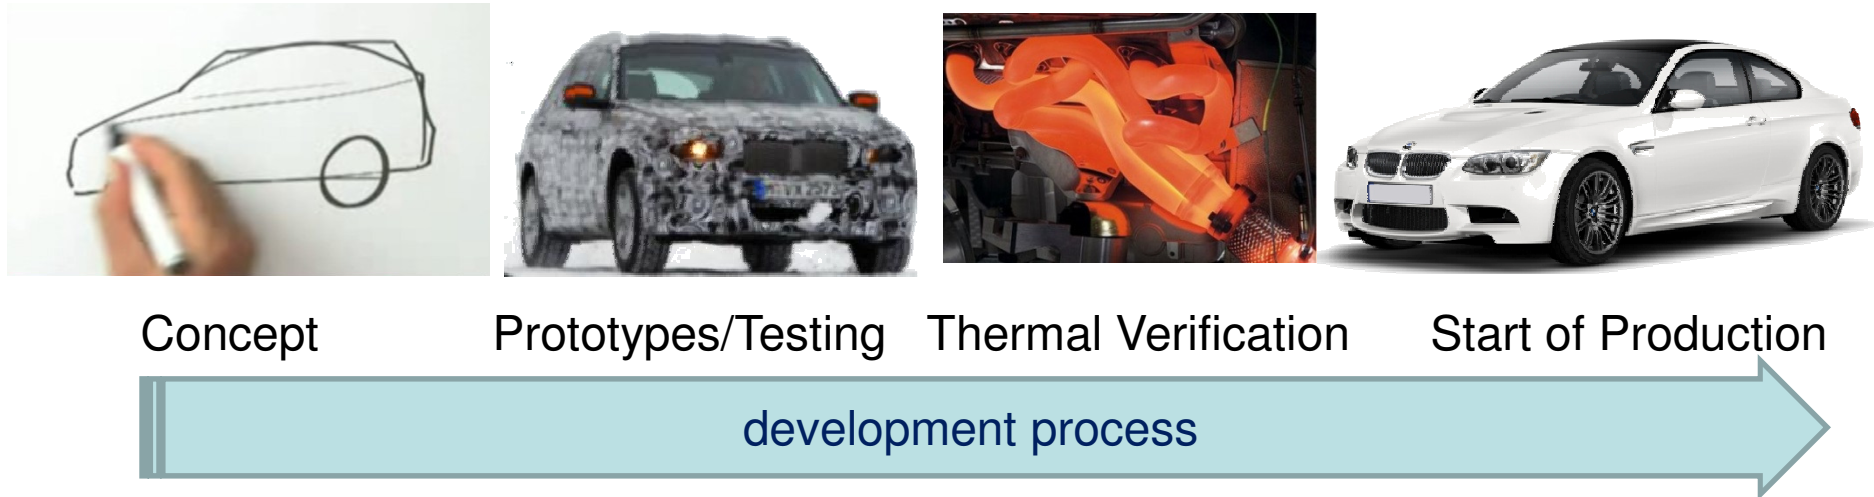 Concept
Prototypes/Testing
Thermal Verification
Start of Production
development process